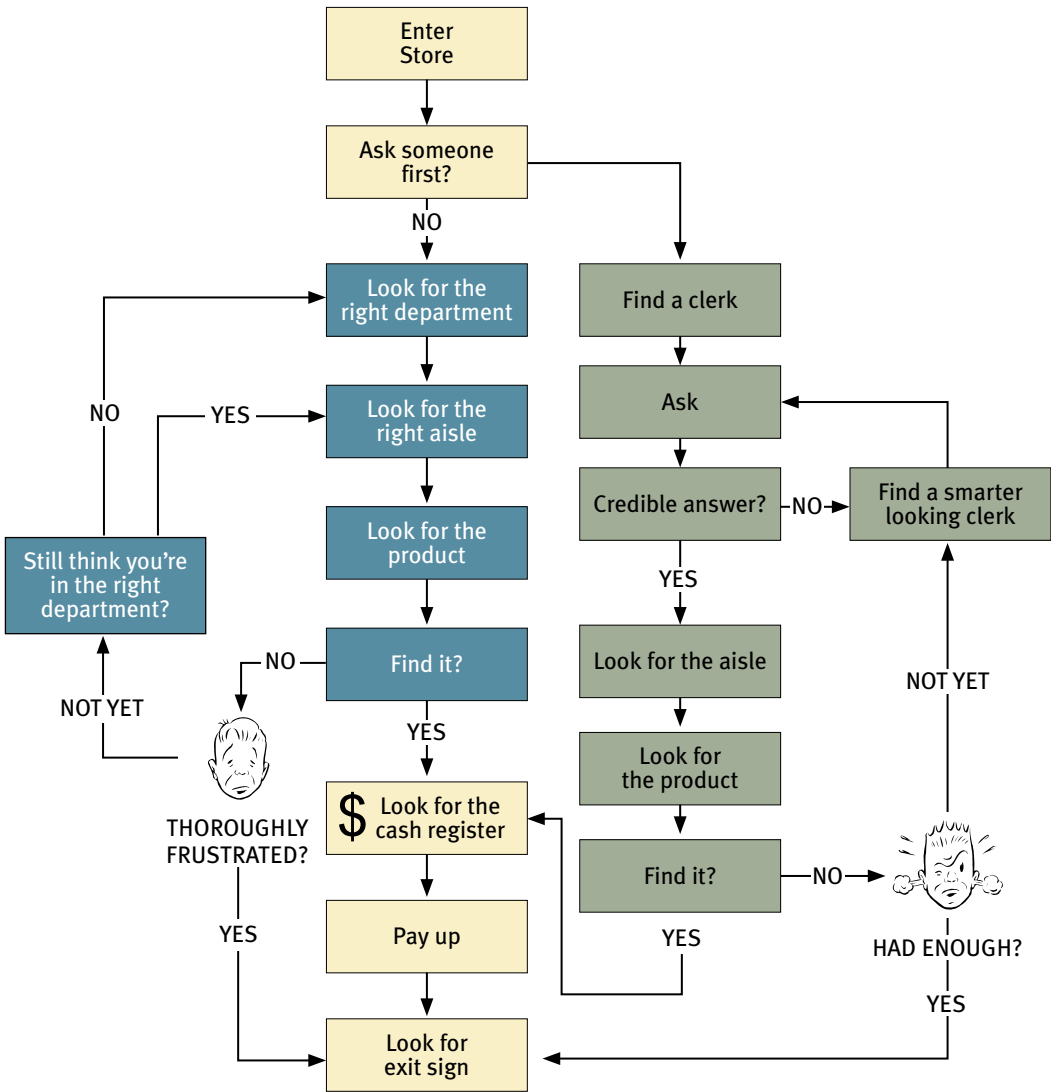 Enter
Store
Ask someone
first?
NO
Look for the
right department
Find a clerk
NO
YES
Look for the
right aisle
Ask
Look for the
product
Credible answer?
NO
Find a smarter
looking clerk
Still think you’re
in the right
department?
YES
NO
Find it?
Look for the aisle
NOT YET
NOT YET
YES
Look for
the product
$
Look for the
cash register
THOROUGHLY
FRUSTRATED?
Find it?
NO
YES
Pay up
YES
HAD ENOUGH?
YES
Look for
exit sign